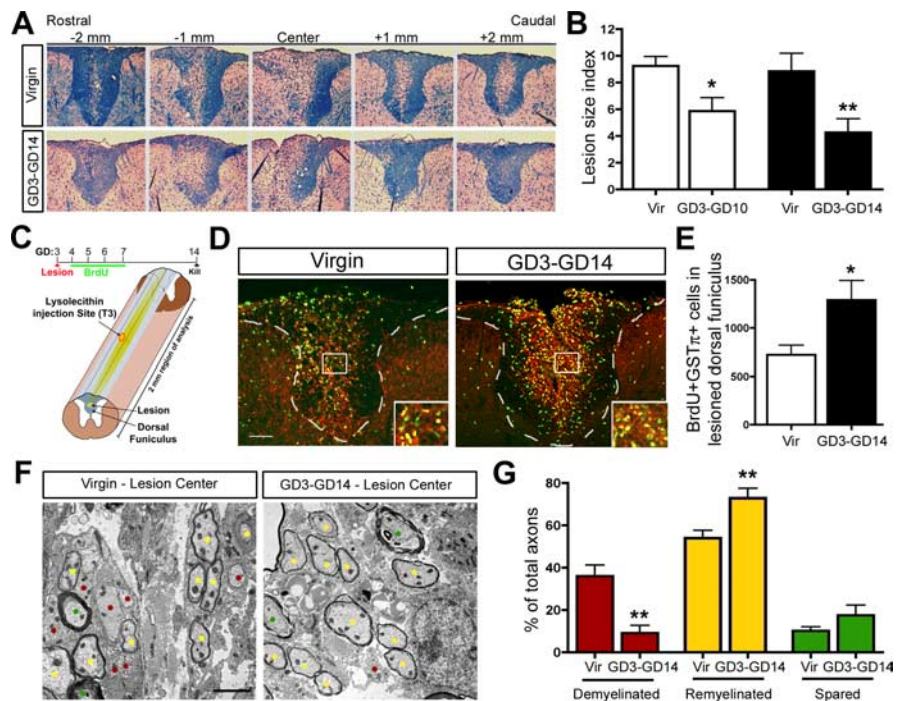 A
Rostral
Caudal
-2 mm
-1 mm
Center
+1 mm
+2 mm
Virgin
GD3-GD14
B
Lesion size index
12
10
8
6
4
2
0
*
**
Vir
GD3-GD10
Vir
GD3-GD14
C
GD: 3 4 5 6 7 14
Lesion
BrdU
Kill
Lysolecithin
injection Site (T3)
2 mm region of analysis
Lesion
Dorsal
Funiculus
D
Virgin
GD3-GD14
E
BrdU+GSTπ+ cells in
lesioned dorsal funiculus
1500
1000
500
0
*
Vir
GD3-GD14
F
Virgin - Lesion Center
GD3-GD14 - Lesion Center
G
% of total axons
80
60
40
20
0
**
**
Vir GD3-GD14
Vir GD3-GD14
Vir GD3-GD14
Demyelinated
Remyelinated
Spared